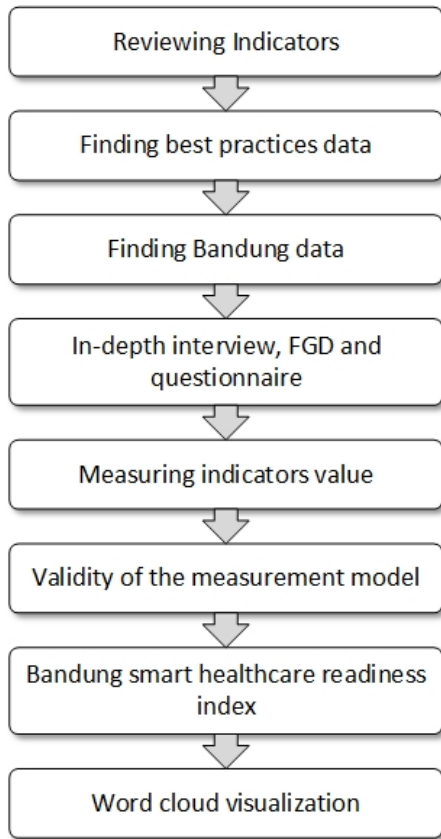 Reviewing Indicators
Finding best practices data
Finding Bandung data
In-depth interview, FGD and
questionnaire
Measuring indicators value
Validity of the measurement model
Bandung smart healthcare readiness
index
Word cloud visualization